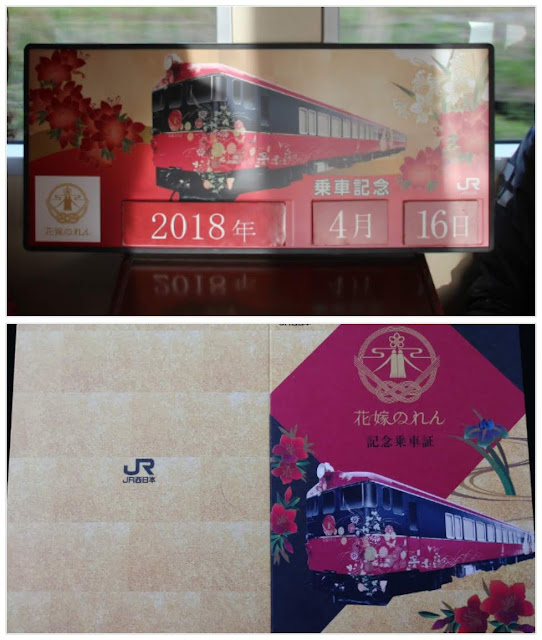 乗車記念
JR
花嫁のれん
2018年 4月 16日
花嫁のれん
記念乗車証
JR
JR西日本